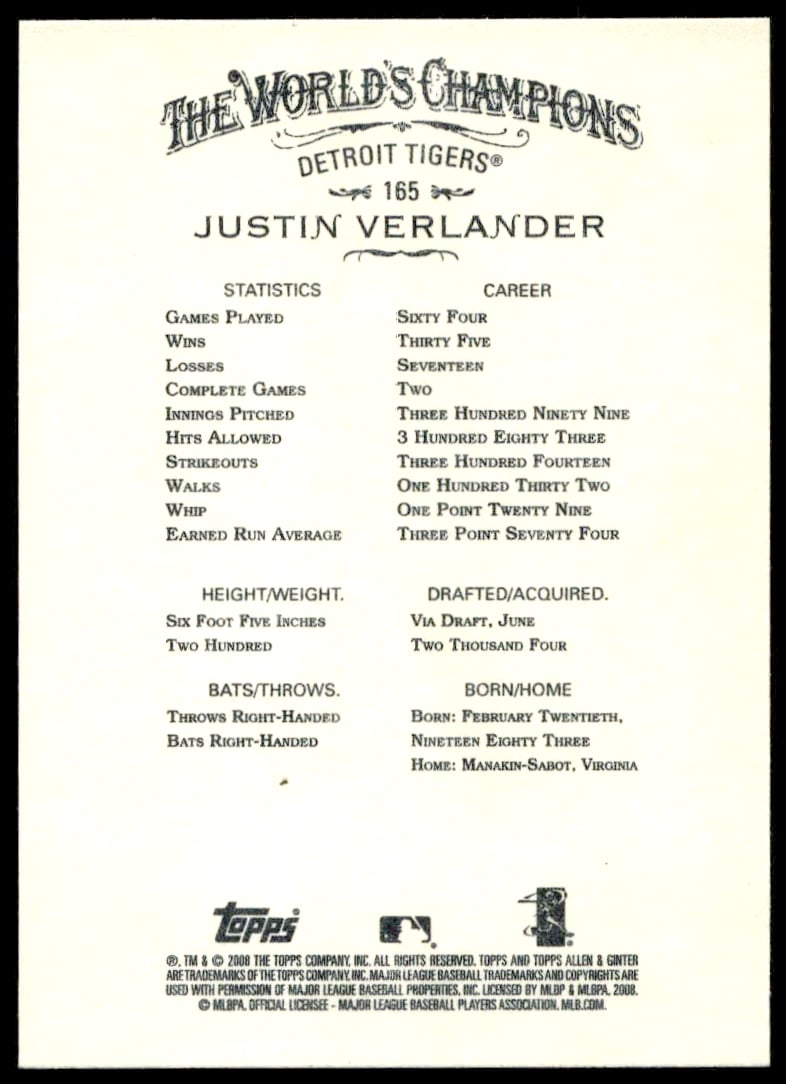 THE WORLD'S CHAMPIONS
DETROIT TIGERS®
165
JUSTIN VERLANDER
STATISTICS CAREER
GAMES PLAYED SIXTY FOUR
WINS THIRTY FIVE
LOSSES SEVENTEEN
COMPLETE GAMES TWO
INNINGS PITCHED THREE HUNDRED NINETY NINE
HITS ALLOWED 3 HUNDRED EIGHTY THREE
STRIKEOUTS THREE HUNDRED FOURTEEN
WALKS ONE HUNDRED THIRTY TWO
WHIP ONE POINT TWENTY NINE
EARNED RUN AVERAGE THREE POINT SEVENTY FOUR
HEIGHT/WEIGHT. DRAFTED/ACQUIRED.
SIX FOOT FIVE INCHES VIA DRAFT, JUNE
TWO HUNDRED TWO THOUSAND FOUR
BATS/THROWS. BORN/HOME
THROWS RIGHT-HANDED BORN: FEBRUARY TWENTIETH,
BATS RIGHT-HANDED NINETEEN EIGHTY THREE
HOME: MANAKIN-SABOT, VIRGINIA
Topps
®, TM & © 2008 THE TOPPS COMPANY, INC. ALL RIGHTS RESERVED. TOPPS AND TOPPS ALLEN & GINTER
ARE TRADEMARKS OF THE TOPPS COMPANY, INC. MAJOR LEAGUE BASEBALL TRADEMARKS AND COPYRIGHTS ARE
USED WITH PERMISSION OF MAJOR LEAGUE BASEBALL PROPERTIES, INC. LICENSED BY MLBP & MLBPA, 2008.
© MLBPA. OFFICIAL LICENSEE - MAJOR LEAGUE BASEBALL PLAYERS ASSOCIATION. MLB.COM.